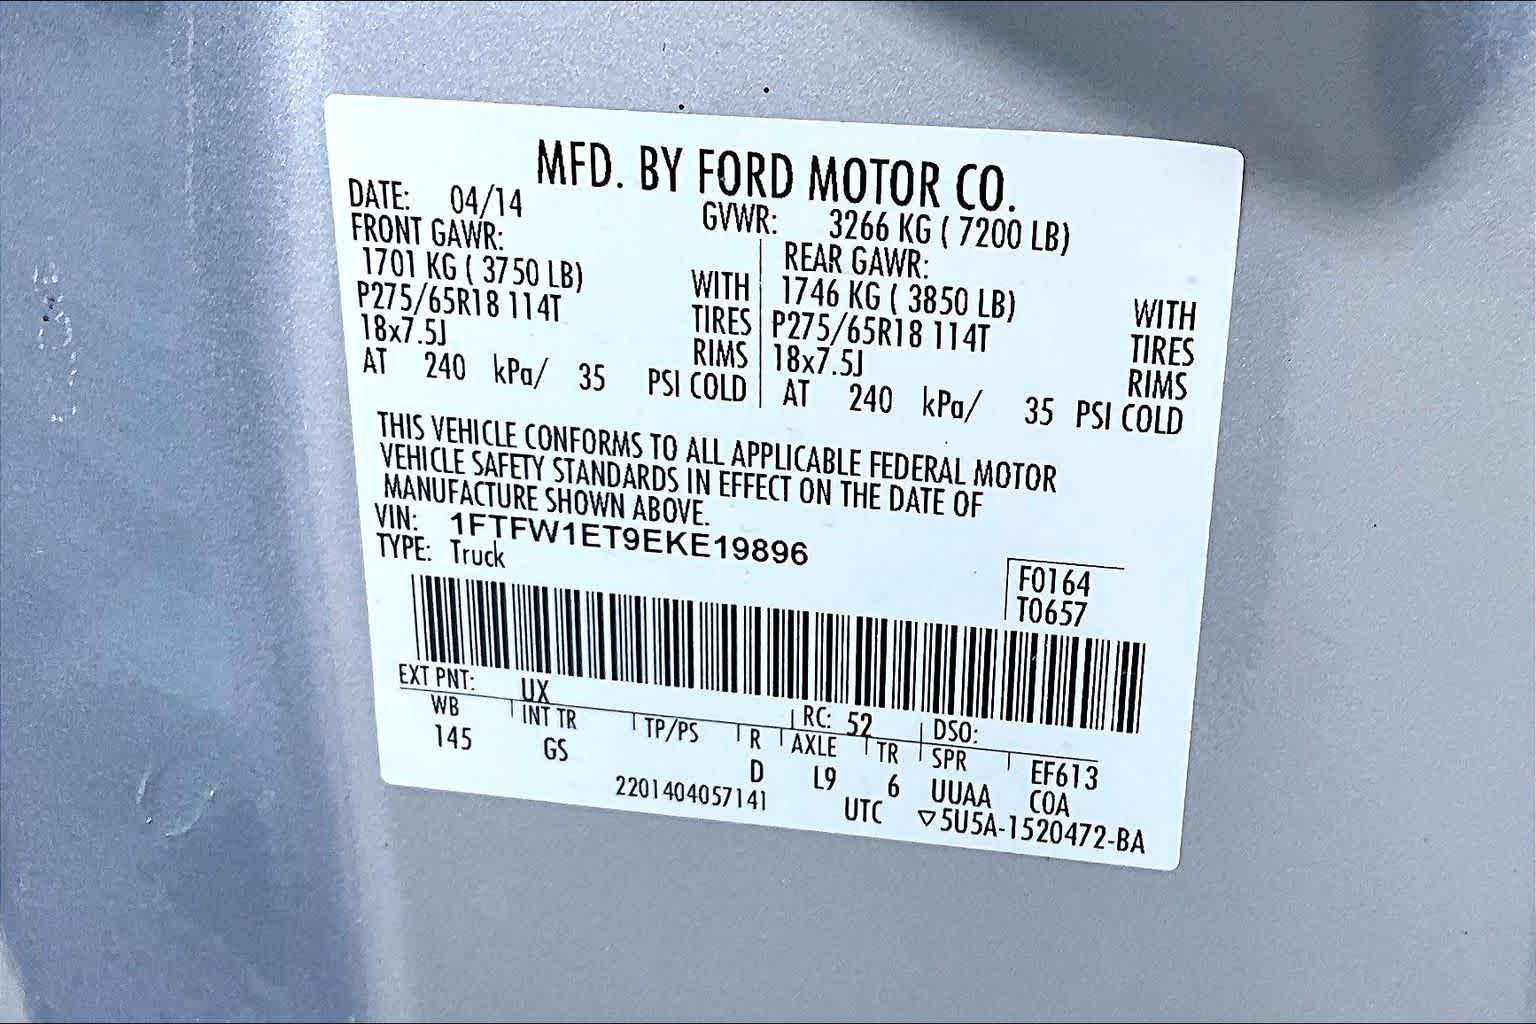 MFD. BY FORD MOTOR CO.
DATE: 04/14 GVWR: 3266 KG ( 7200 LB)
FRONT GAWR: REAR GAWR:
1701 KG ( 3750 LB) WITH 1746 KG ( 3850 LB) WITH
P275/65R18 114T TIRES P275/65R18 114T TIRES
18x7.5J RIMS 18x7.5J RIMS
AT 240 kPa/ 35 PSI COLD AT 240 kPa/ 35 PSI COLD
THIS VEHICLE CONFORMS TO ALL APPLICABLE FEDERAL MOTOR
VEHICLE SAFETY STANDARDS IN EFFECT ON THE DATE OF
MANUFACTURE SHOWN ABOVE.
VIN: 1FTFW1ET9EKE19896
TYPE: Truck
F0164
T0657
EXT PNT: UX RC: 52 DSO:
WB INT TR TP/PS R AXLE TR SPR EF613
145 GS D L9 6 UUAA COA
2201404057141 UTC ▽5U5A-1520472-BA